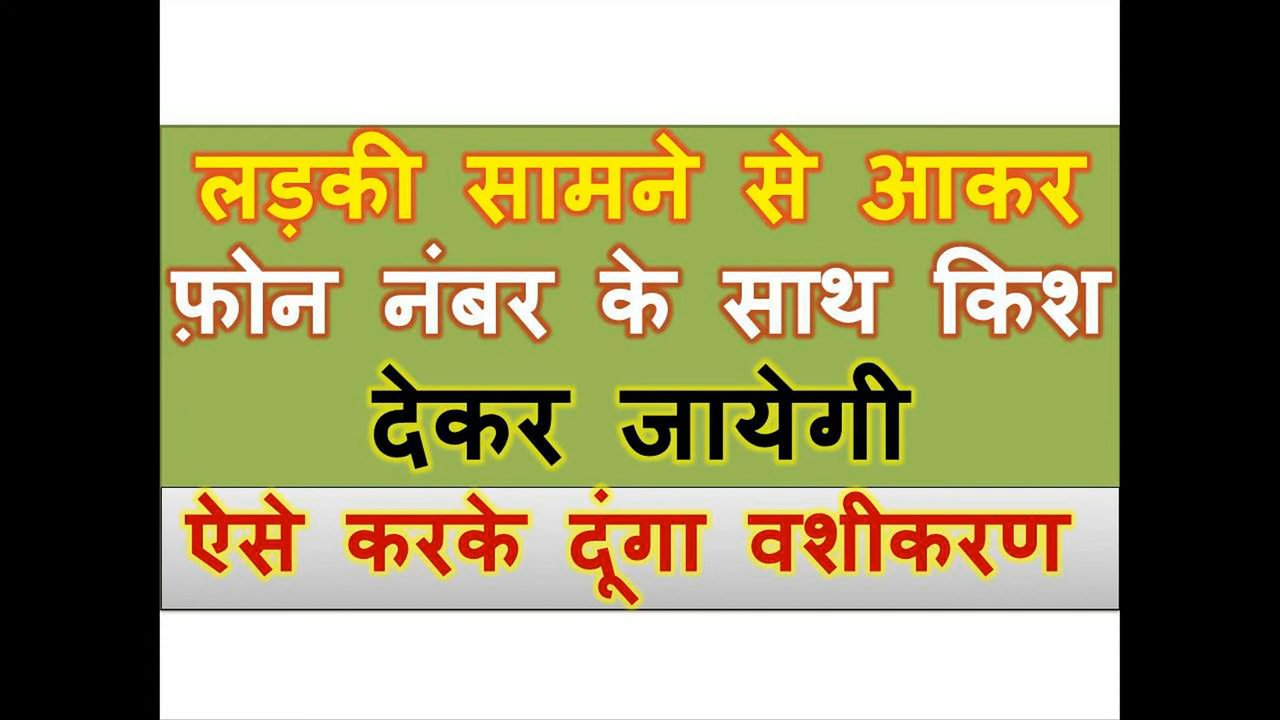 लड़की सामने से आकर
फ़ोन नंबर के साथ किश
देकर जायेगी
ऐसे करके दूंगा वशीकरण